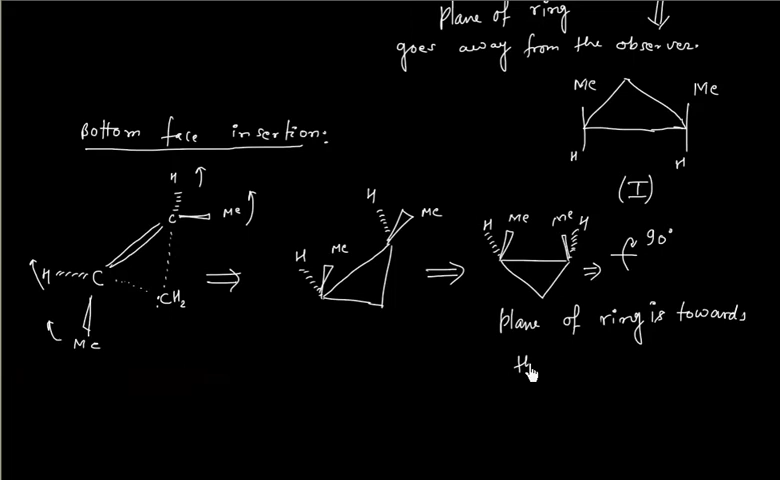 plane of ring
goes away from the observer.
Me Me
H H
(I)
Bottom face insertion:
H
C Me
H C
:CH2
Me
H Me
H Me
H Me Me H
90°
plane of ring is towards
th